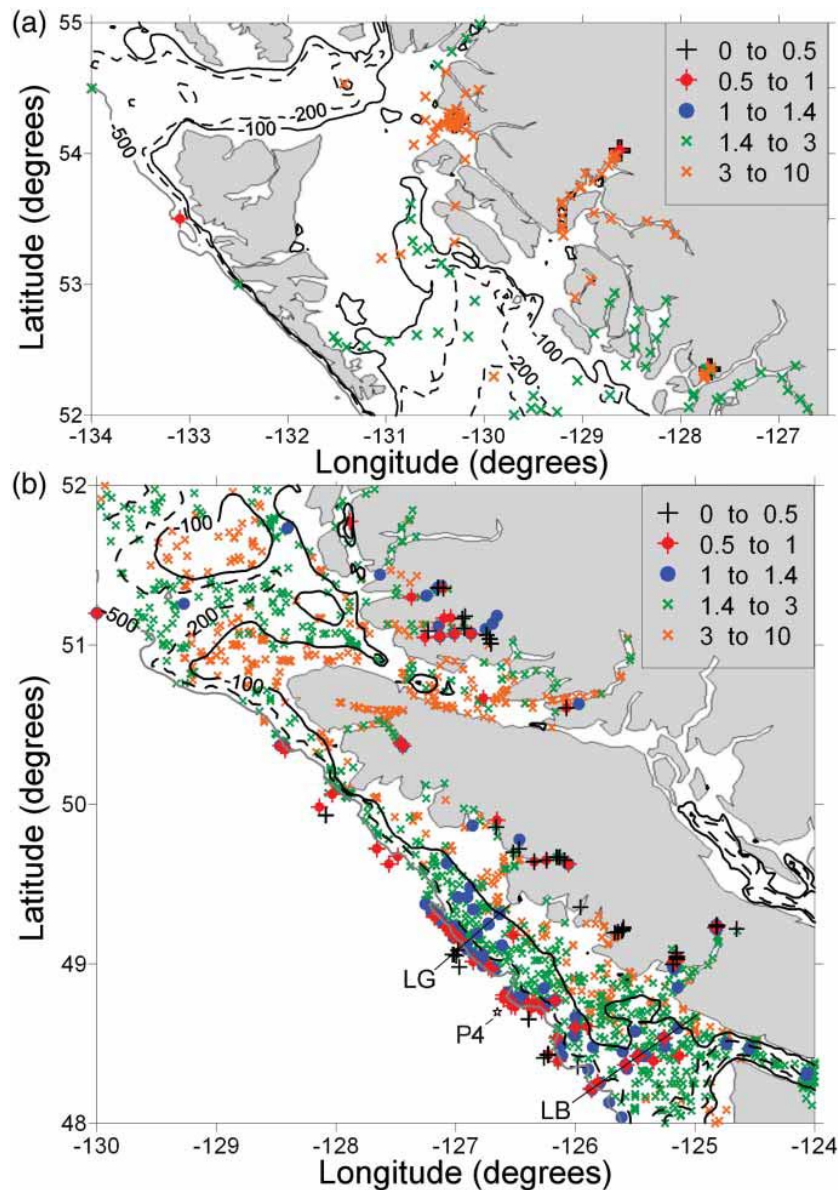 (a)
55
54
53
52
Latitude (degrees)
-134 -133 -132 -131 -130 -129 -128 -127
Longitude (degrees)
-500
-100
-200
-100
-200
0 to 0.5
0.5 to 1
1 to 1.4
1.4 to 3
3 to 10
(b)
52
51
50
49
48
Latitude (degrees)
-130 -129 -128 -127 -126 -125 -124
Longitude (degrees)
-100
-500
-200
-100
LG
P4
LB
0 to 0.5
0.5 to 1
1 to 1.4
1.4 to 3
3 to 10